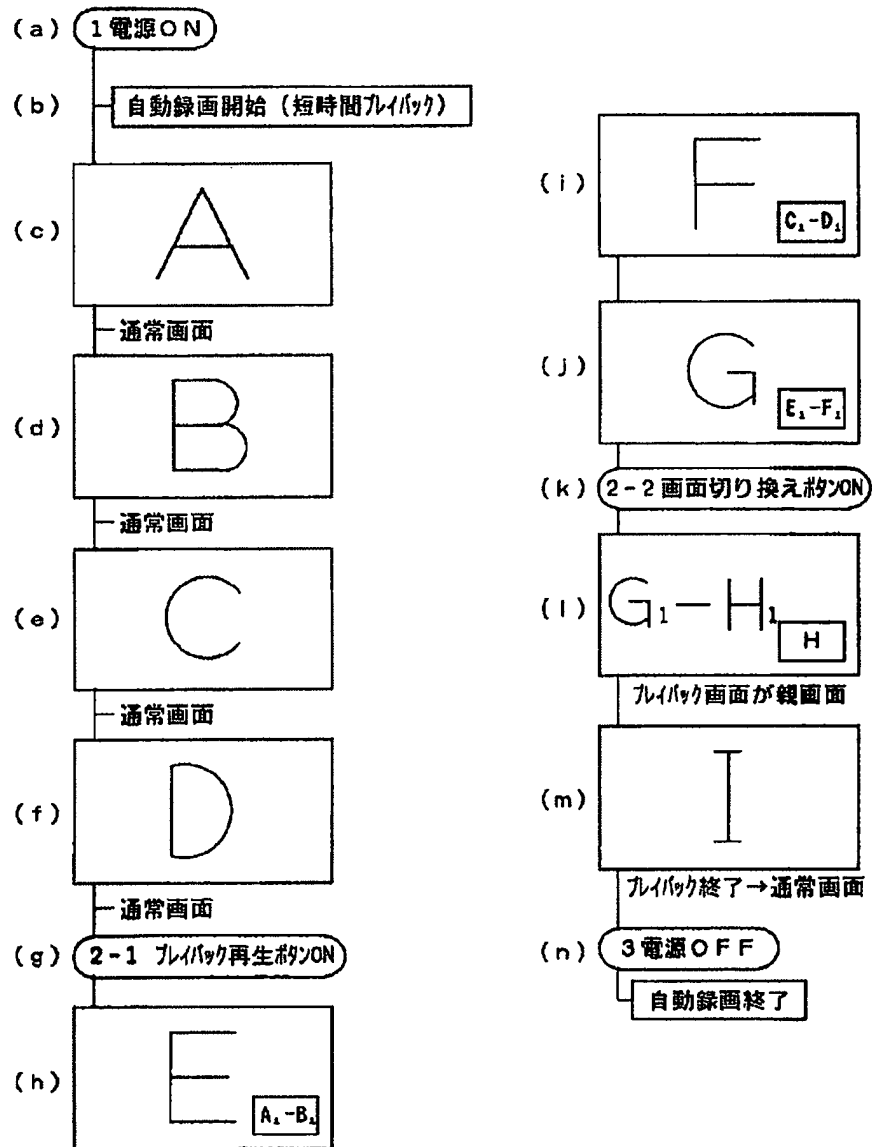 (a) 1電源ON
(b) 自動録画開始 (短時間プレイバック)
(c) A
通常画面
(d) B
通常画面
(e) C
通常画面
(f) D
通常画面
(g) 2-1 プレイバック再生ボタンON
(h) E
A₁-B₁
(i) F
C₁-D₁
(j) G
E₁-F₁
(k) 2-2画面切り換えボタンON
(l) G₁-H₁
H
プレイバック画面が親画面
(m) I
プレイバック終了→通常画面
(n) 3電源OFF
自動録画終了